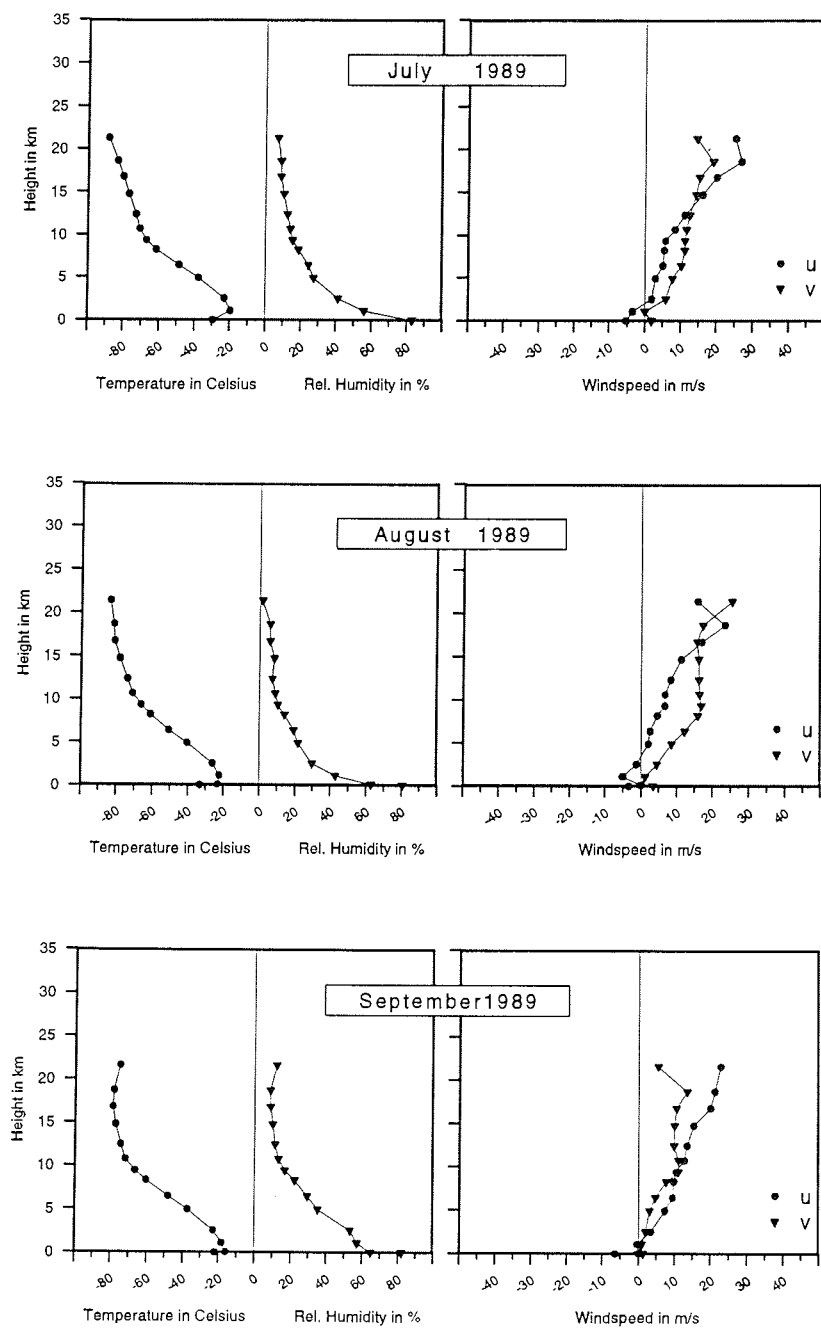 July 1989
35
30
25
20
15
10
5
0
Height in km
-80 -60 -40 -20 0 20 40 60 80
Temperature in Celsius Rel. Humidity in %
u
v
-40 -30 -20 -10 0 10 20 30 40
Windspeed in m/s
August 1989
35
30
25
20
15
10
5
0
Height in km
-80 -60 -40 -20 0 20 40 60 80
Temperature in Celsius Rel. Humidity in %
u
v
-40 -30 -20 -10 0 10 20 30 40
Windspeed in m/s
September1989
35
30
25
20
15
10
5
0
Height in km
-80 -60 -40 -20 0 20 40 60 80
Temperature in Celsius Rel. Humidity in %
u
v
-40 -30 -20 -10 0 10 20 30 40
Windspeed in m/s